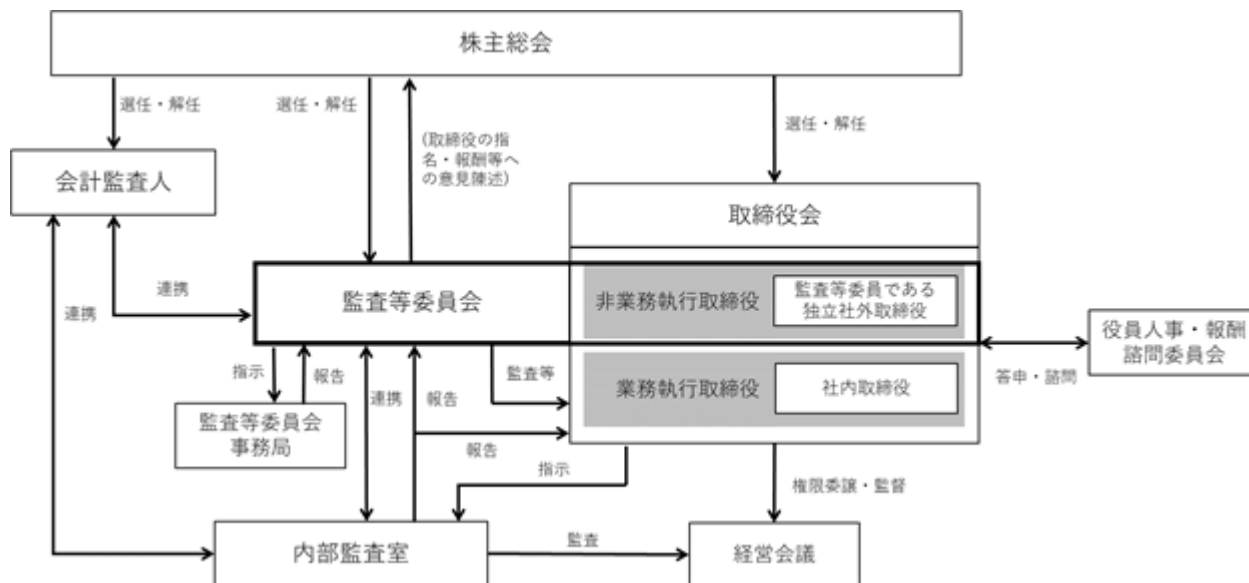 株主総会
選任・解任
選任・解任
選任・解任
(取締役の指
名・報酬等へ
の意見陳述)
会計監査人
取締役会
連携
連携
監査等委員会
非業務執行取締役
監査等委員である
独立社外取締役
役員人事・報酬
諮問委員会
答申・諮問
指示
報告
連携
報告
監査等
業務執行取締役
社内取締役
監査等委員会
事務局
報告
指示
権限委譲・監督
内部監査室
監査
経営会議